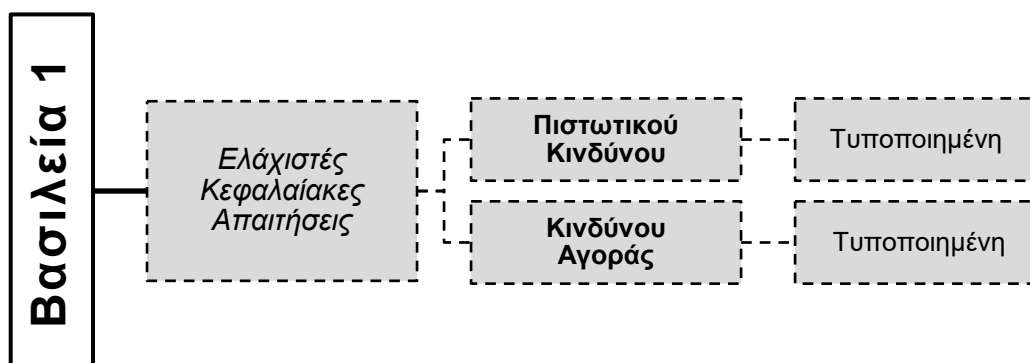 Βασιλεία 1
Ελάχιστές
Κεφαλαίακες
Απαιτήσεις
Πιστωτικού
Κινδύνου
Τυποποιημένη
Κινδύνου
Αγοράς
Τυποποιημένη